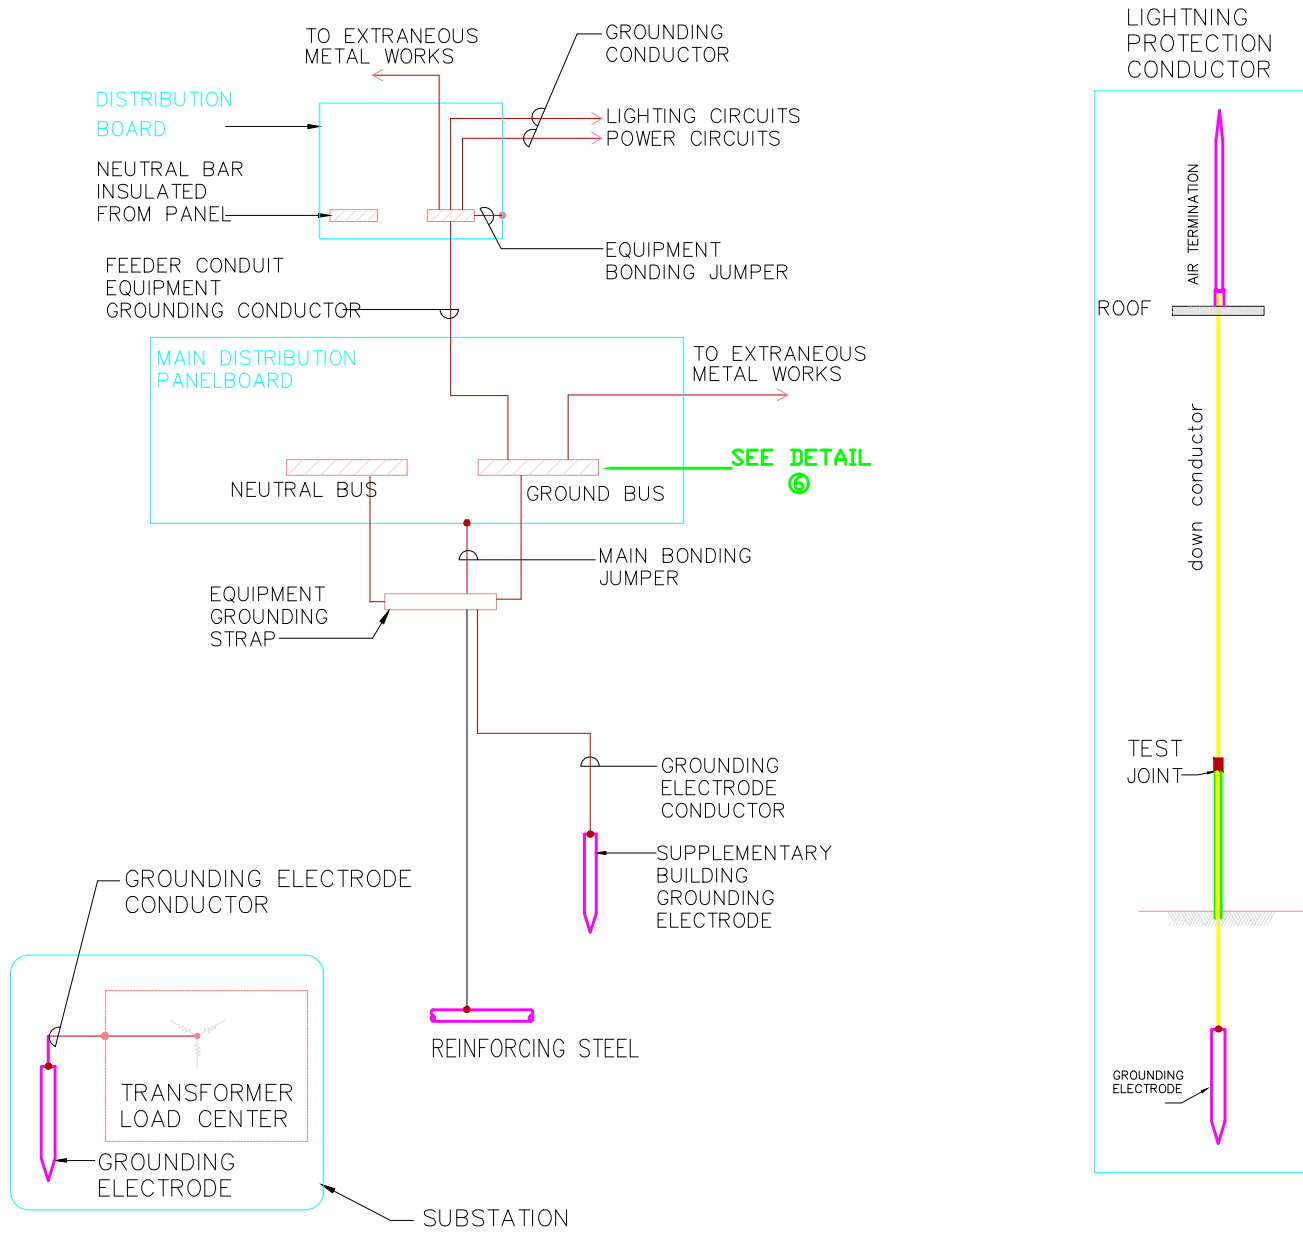 TO EXTRANEOUS
METAL WORKS
GROUNDING
CONDUCTOR
DISTRIBUTION
BOARD
LIGHTING CIRCUITS
POWER CIRCUITS
NEUTRAL BAR
INSULATED
FROM PANEL
EQUIPMENT
BONDING JUMPER
FEEDER CONDUIT
EQUIPMENT
GROUNDING CONDUCTOR
MAIN DISTRIBUTION
PANELBOARD
TO EXTRANEOUS
METAL WORKS
SEE DETAIL
6
NEUTRAL BUS
GROUND BUS
MAIN BONDING
JUMPER
EQUIPMENT
GROUNDING
STRAP
GROUNDING
ELECTRODE
CONDUCTOR
SUPPLEMENTARY
BUILDING
GROUNDING
ELECTRODE
GROUNDING ELECTRODE
CONDUCTOR
REINFORCING STEEL
TRANSFORMER
LOAD CENTER
GROUNDING
ELECTRODE
SUBSTATION
LIGHTNING
PROTECTION
CONDUCTOR
AIR TERMINATION
ROOF
down conductor
TEST
JOINT
GROUNDING
ELECTRODE